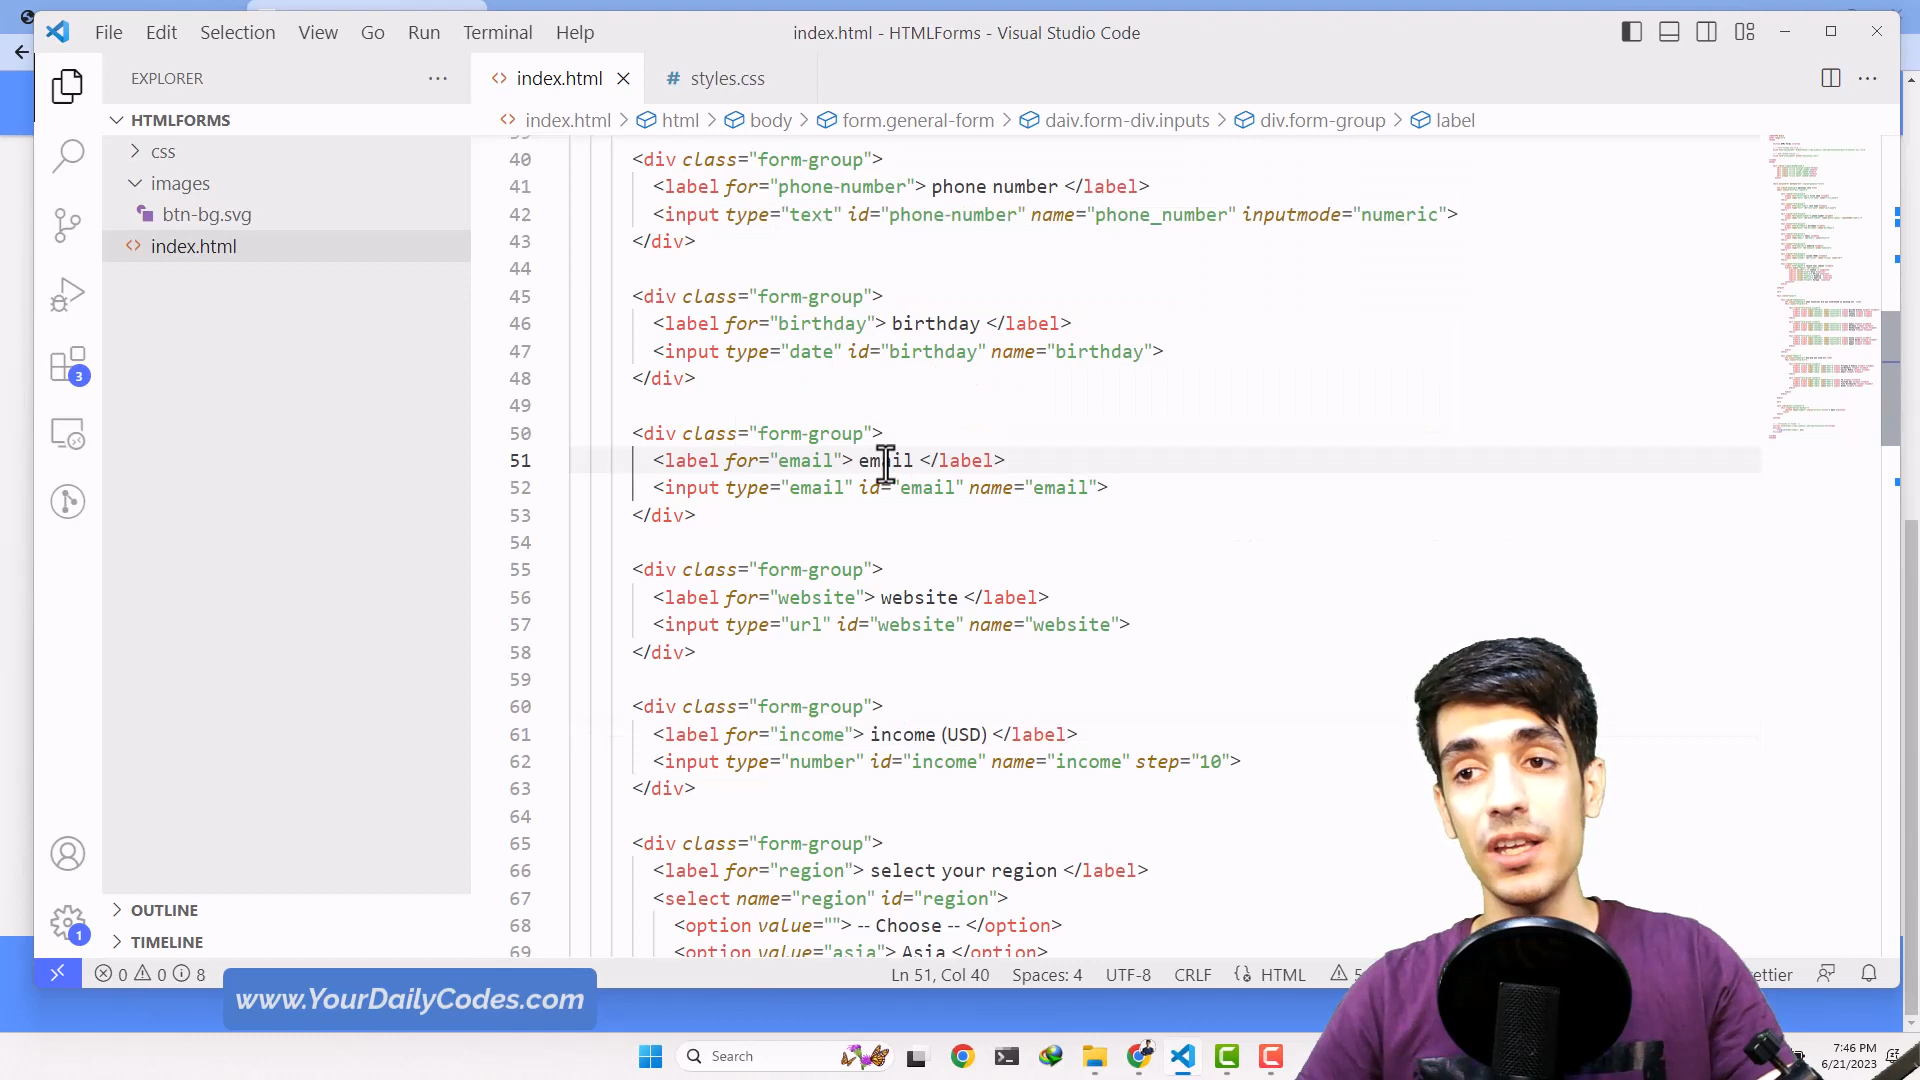 File Edit Selection View Go Run Terminal Help
index.html - HTMLForms - Visual Studio Code
EXPLORER
index.html
# styles.css
HTMLFORMS
index.html > html > body > form.general-form > daiv.form-div.inputs > div.form-group > label
css
images
btn-bg.svg
index.html
40 <div class="form-group">
41 <label for="phone-number"> phone number </label>
42 <input type="text" id="phone-number" name="phone_number" inputmode="numeric">
43 </div>
44
45 <div class="form-group">
46 <label for="birthday"> birthday </label>
47 <input type="date" id="birthday" name="birthday">
48 </div>
49
50 <div class="form-group">
51 <label for="email"> email </label>
52 <input type="email" id="email" name="email">
53 </div>
54
55 <div class="form-group">
56 <label for="website"> website </label>
57 <input type="url" id="website" name="website">
58 </div>
59
60 <div class="form-group">
61 <label for="income"> income (USD) </label>
62 <input type="number" id="income" name="income" step="10">
63 </div>
64
65 <div class="form-group">
66 <label for="region"> select your region </label>
67 <select name="region" id="region">
68 <option value=""> -- Choose -- </option>
69 <option value="asia"> Asia </option>
3
1
OUTLINE
TIMELINE
0 0 8
Ln 51, Col 40 Spaces: 4 UTF-8 CRLF HTML
www.YourDailyCodes.com
Search
7:46 PM
6/21/2023